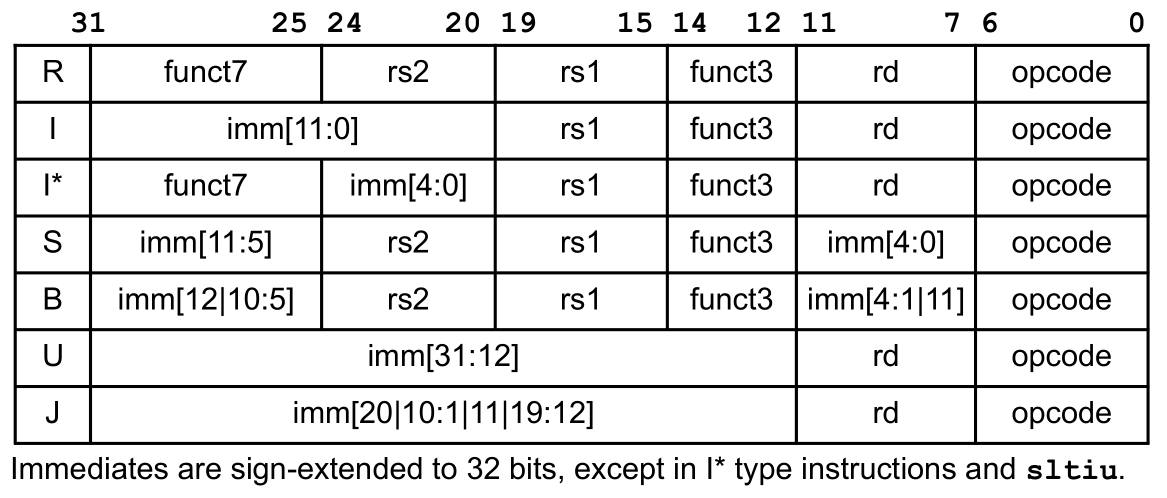 31 25 24 20 19 15 14 12 11 7 6 0
R funct7 rs2 rs1 funct3 rd opcode
I imm[11:0] rs1 funct3 rd opcode
I* funct7 imm[4:0] rs1 funct3 rd opcode
S imm[11:5] rs2 rs1 funct3 imm[4:0] opcode
B imm[12|10:5] rs2 rs1 funct3 imm[4:1|11] opcode
U imm[31:12] rd opcode
J imm[20|10:1|11|19:12] rd opcode
Immediates are sign-extended to 32 bits, except in I* type instructions and sltiu.